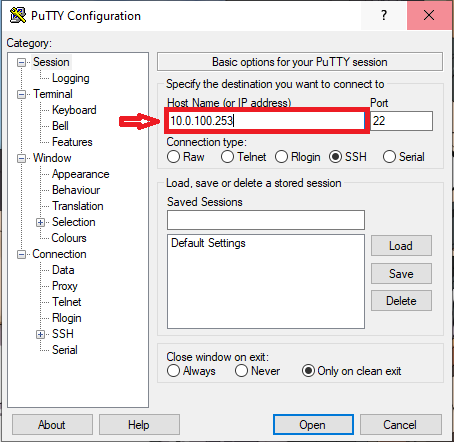 PuTTY Configuration
Category:
Session
Logging
Terminal
Keyboard
Bell
Features
Window
Appearance
Behaviour
Translation
Selection
Colours
Connection
Data
Proxy
Telnet
Rlogin
SSH
Serial
Basic options for your PuTTY session
Specify the destination you want to connect to
Host Name (or IP address) Port
10.0.100.253 22
Connection type:
Raw Telnet Rlogin SSH Serial
Load, save or delete a stored session
Saved Sessions
Default Settings
Load
Save
Delete
Close window on exit:
Always Never Only on clean exit
About Help Open Cancel